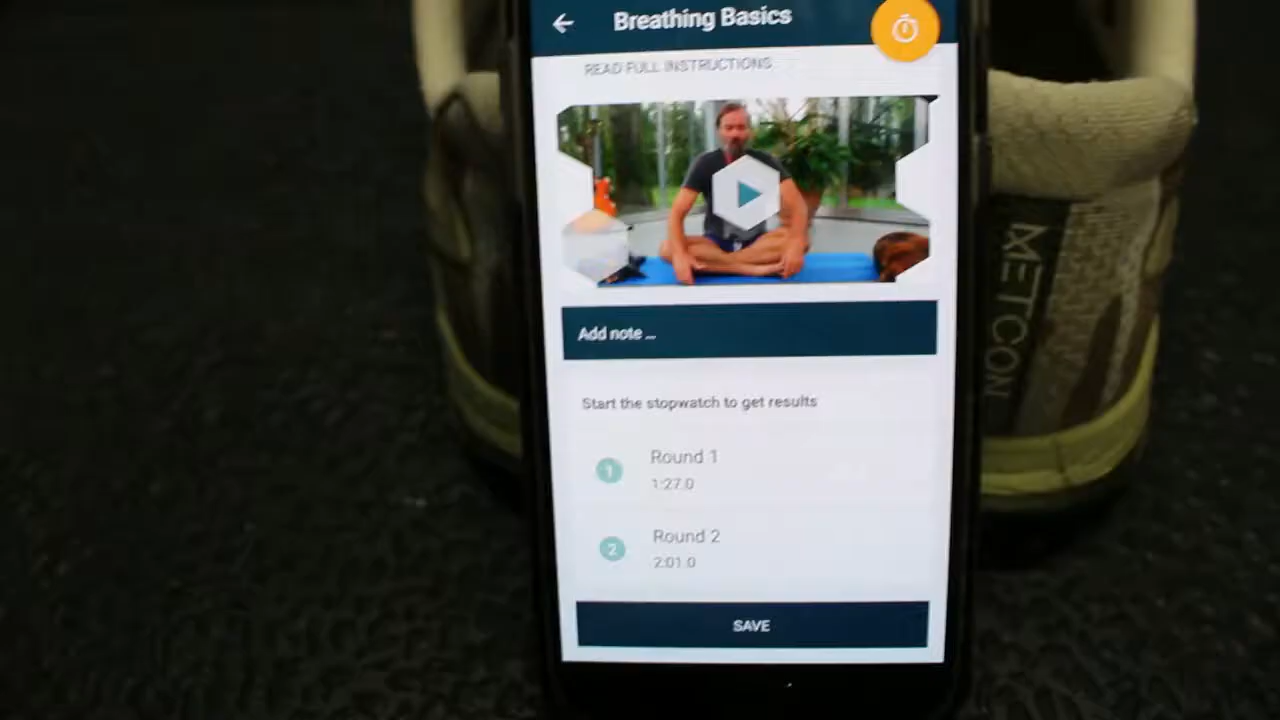 Breathing Basics
READ FULL INSTRUCTIONS
Add note ...
Start the stopwatch to get results
1
Round 1
1:27.0
2
Round 2
2:01.0
SAVE
METCON